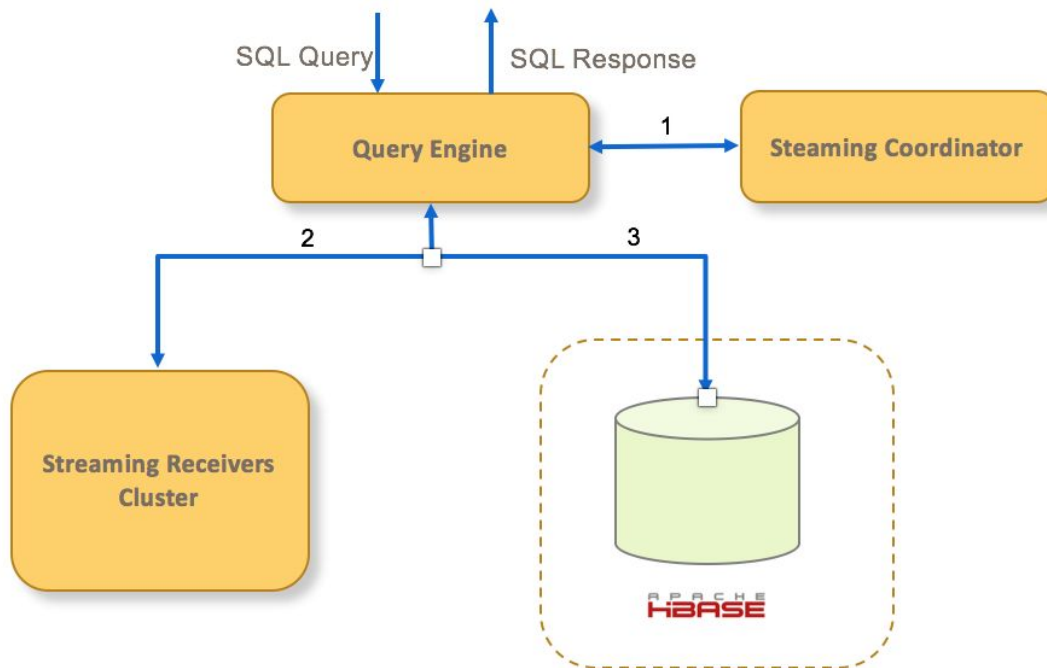 SQL Query
SQL Response
Query Engine
1
Steaming Coordinator
2
3
Streaming Receivers
Cluster
APACHE
HBASE